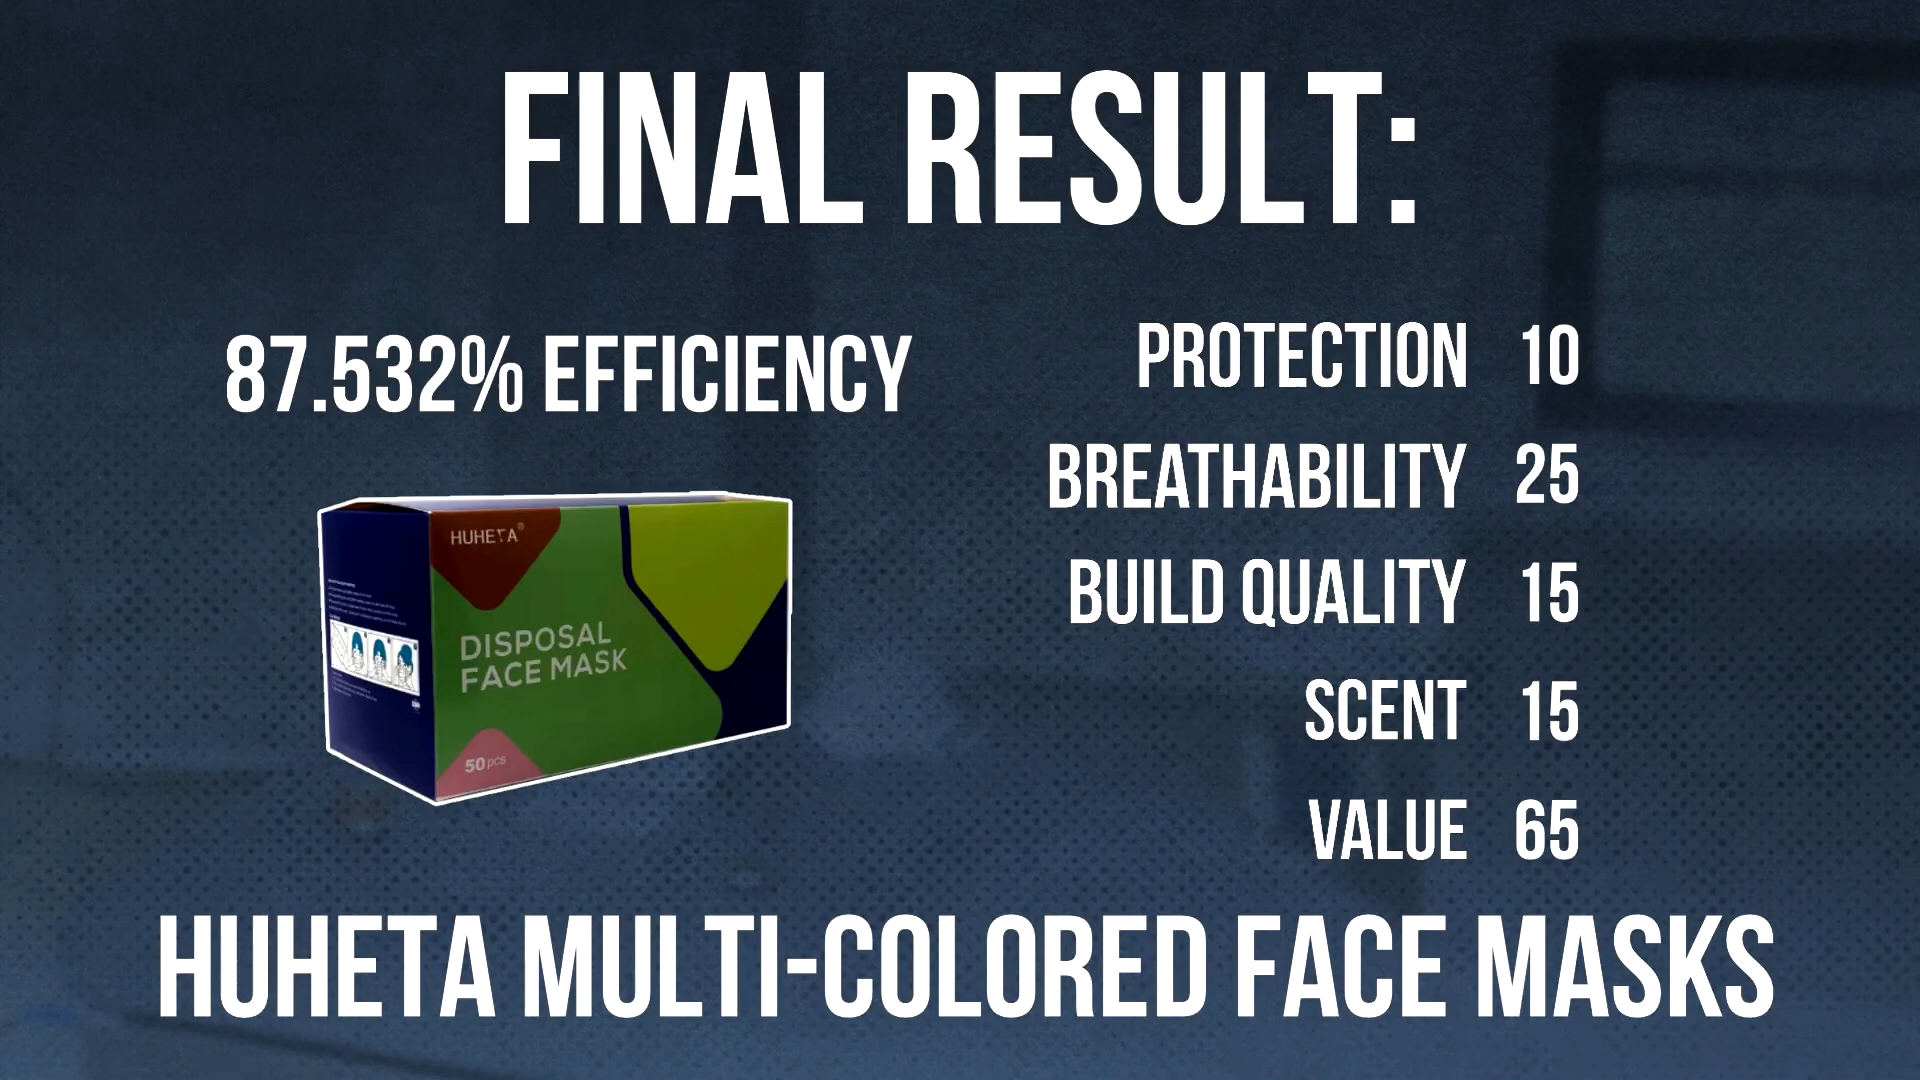 FINAL RESULT:
87.532% EFFICIENCY
HUHETA®
DISPOSAL
FACE MASK
50pcs
PROTECTION 10
BREATHABILITY 25
BUILD QUALITY 15
SCENT 15
VALUE 65
HUHETA MULTI-COLORED FACE MASKS